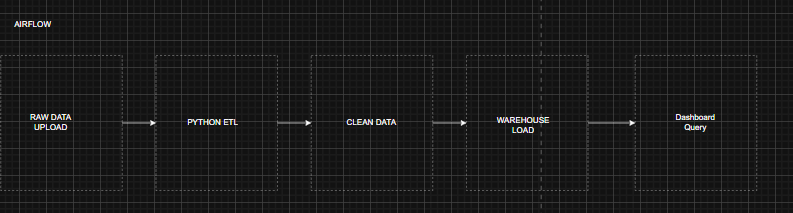 AIRFLOW
RAW DATA
UPLOAD
PYTHON ETL
CLEAN DATA
WAREHOUSE
LOAD
Dashboard
Query